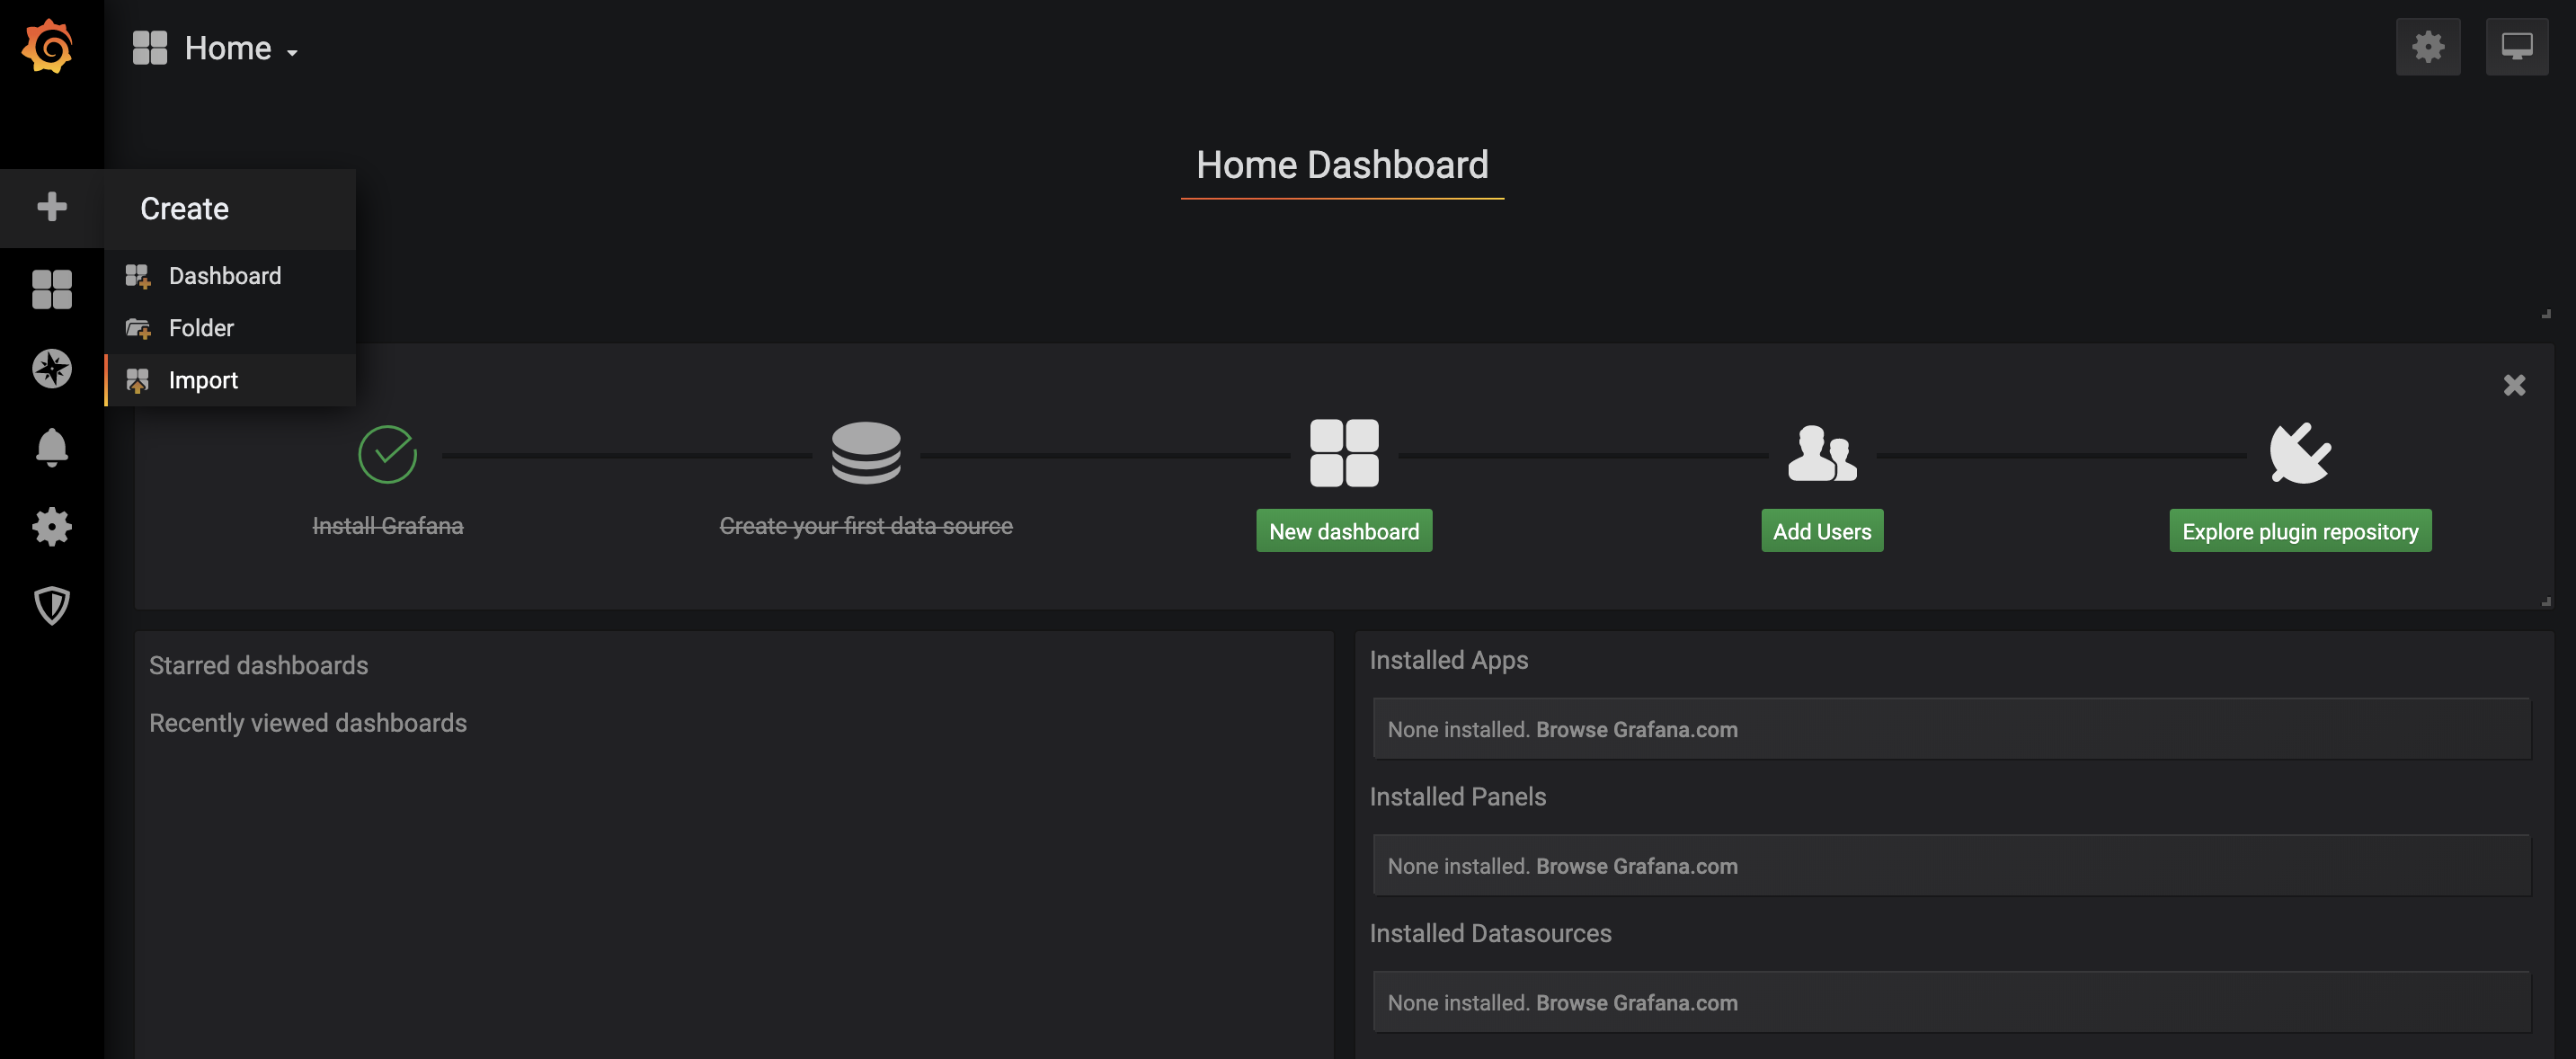 Home
Home Dashboard
Create
Dashboard
Folder
Import
Install Grafana
Create your first data source
New dashboard
Add Users
Explore plugin repository
Starred dashboards
Recently viewed dashboards
Installed Apps
None installed. Browse Grafana.com
Installed Panels
None installed. Browse Grafana.com
Installed Datasources
None installed. Browse Grafana.com